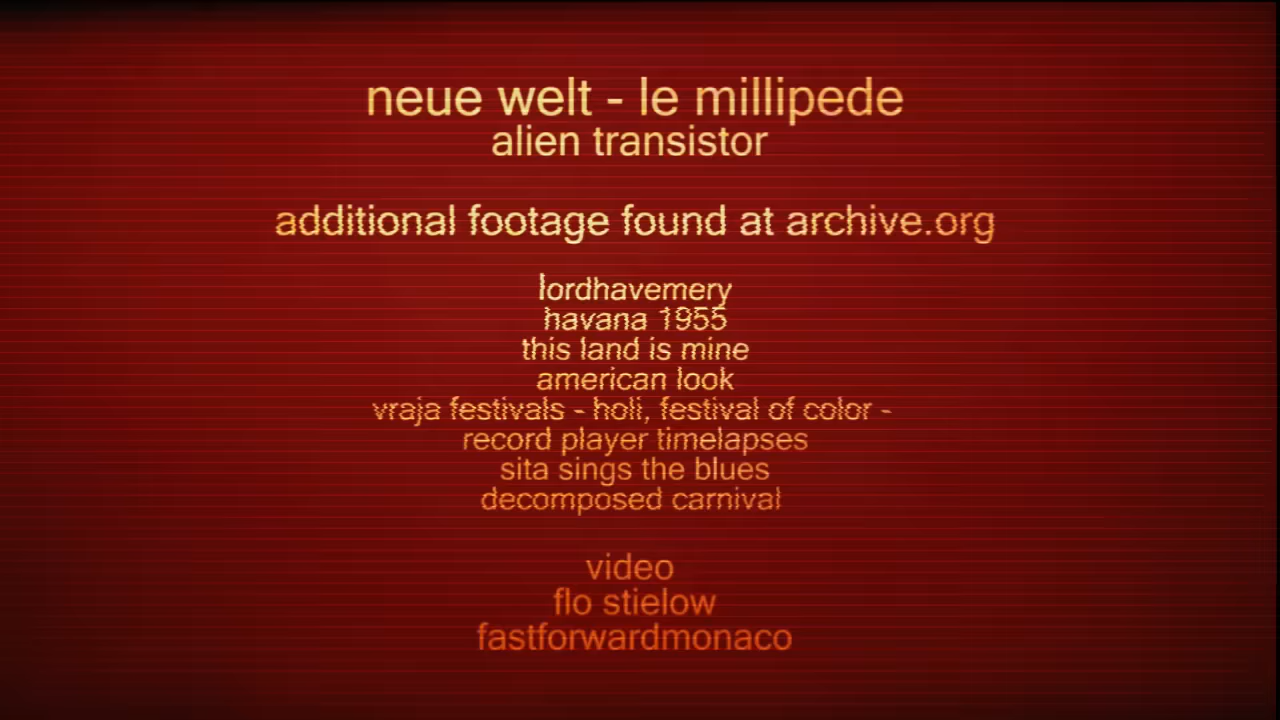 neue welt - le millipede
alien transistor
additional footage found at archive.org
lordhavemery
havana 1955
this land is mine
american look
vraja festivals - holi, festival of color -
record player timelapses
sita sings the blues
decomposed carnival
video
flo stielow
fastforwardmonaco